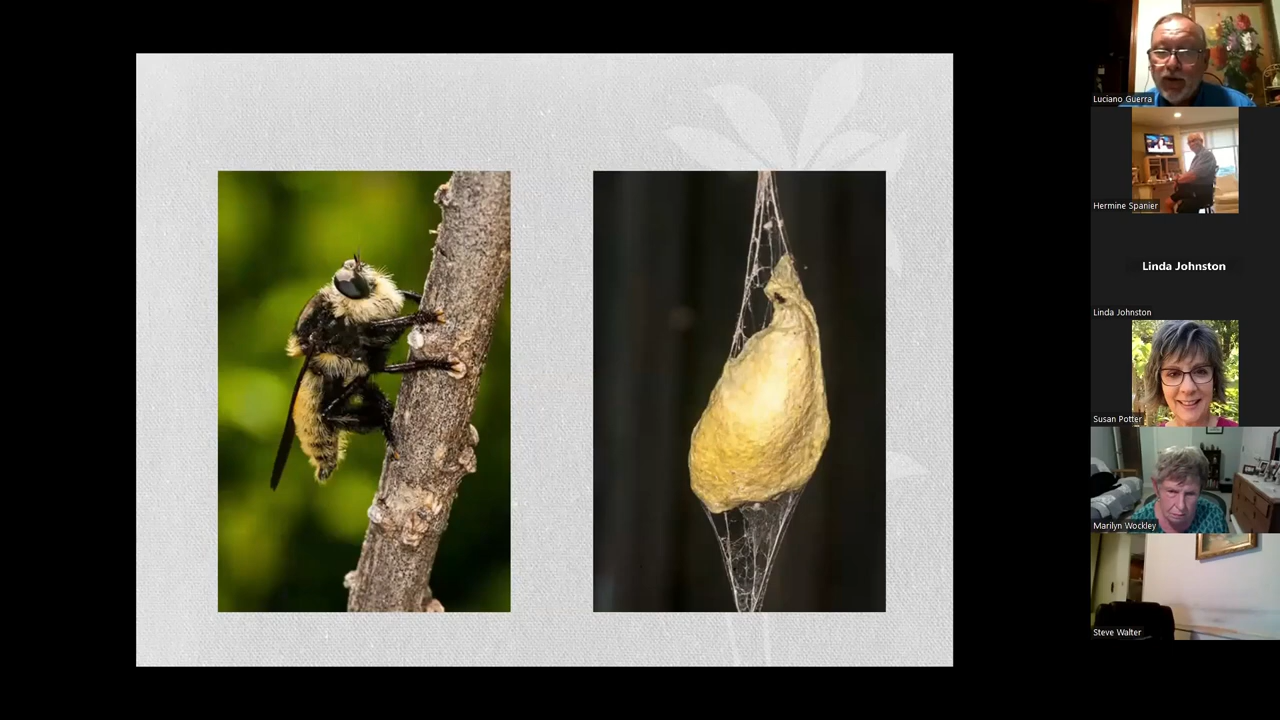 Luciano Guerra
Hermine Spanier
Linda Johnston
Linda Johnston
Susan Potter
Marilyn Wockley
Steve Walter